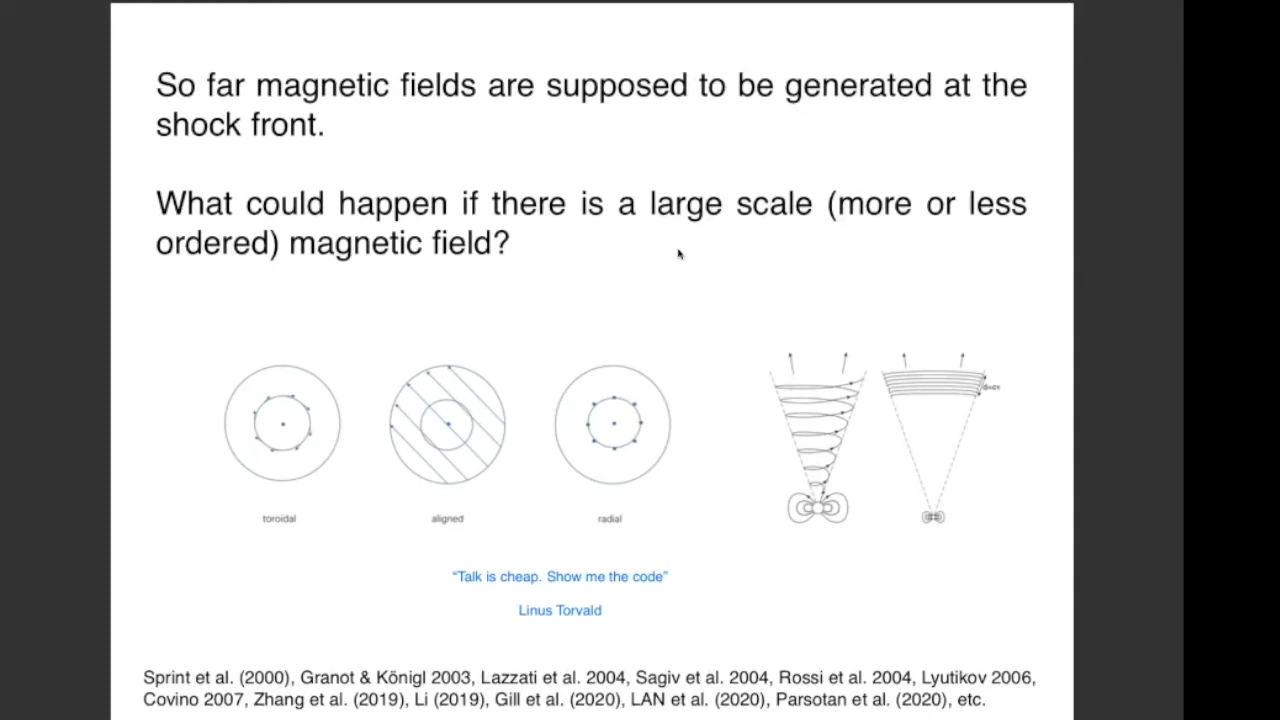 So far magnetic fields are supposed to be generated at the
shock front.
What could happen if there is a large scale (more or less
ordered) magnetic field?
toroidal
aligned
radial
"Talk is cheap. Show me the code"
Linus Torvald
Sprint et al. (2000), Granot & Königl 2003, Lazzati et al. 2004, Sagiv et al. 2004, Rossi et al. 2004, Lyutikov 2006,
Covino 2007, Zhang et al. (2019), Li (2019), Gill et al. (2020), LAN et al. (2020), Parsotan et al. (2020), etc.